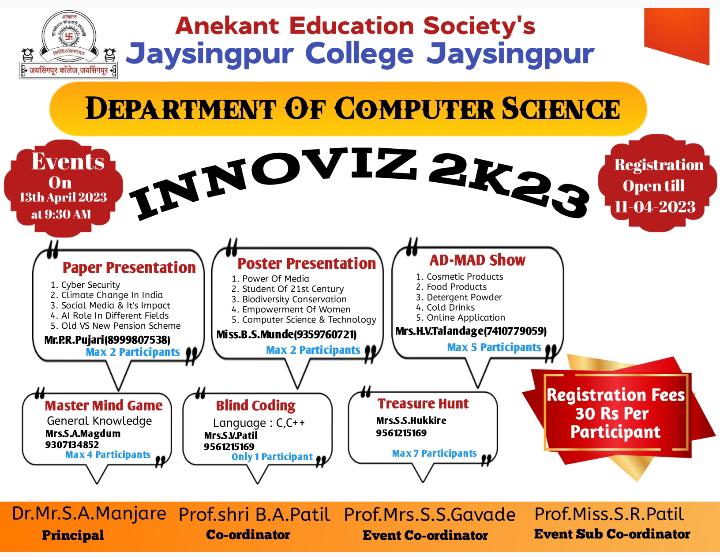 Anekant Education Society's
Jaysingpur College Jaysingpur
जयसिंगपूर कॉलेज,जयसिंगपूर
DEPARTMENT OF COMPUTER SCIENCE
INNOVIZ 2K23
Events
On
13th April 2023
at 9:30 AM
Registration
Open till
11-04-2023
Paper Presentation
1. Cyber Security
2. Climate Change In India
3. Social Media & It's Impact
4. AI Role In Different Fields
5. Old VS New Pension Scheme
Mr.P.R.Pujari(8999807538)
Max 2 Participants
Poster Presentation
1. Power Of Media
2. Student Of 21st Century
3. Biodiversity Conservation
4. Empowerment Of Women
5. Computer Science & Technology
Miss.B.S.Munde(9359760721)
Max 2 Participants
AD-MAD Show
1. Cosmetic Products
2. Food Products
3. Detergent Powder
4. Cold Drinks
5. Online Application
Mrs.H.V.Talandage(7410779059)
Max 5 Participants
Master Mind Game
General Knowledge
Mrs.S.A.Magdum
9307134852
Max 4 Participants
Blind Coding
Language : C,C++
Mrs.S.V.Patil
9561215169
Only 1 Participant
Treasure Hunt
Mrs.S.S.Hukkire
9561215169
Max 7 Participants
Registration Fees
30 Rs Per
Participant
Dr.Mr.S.A.Manjare
Principal
Prof.shri B.A.Patil
Co-ordinator
Prof.Mrs.S.S.Gavade
Event Co-ordinator
Prof.Miss.S.R.Patil
Event Sub Co-ordinator